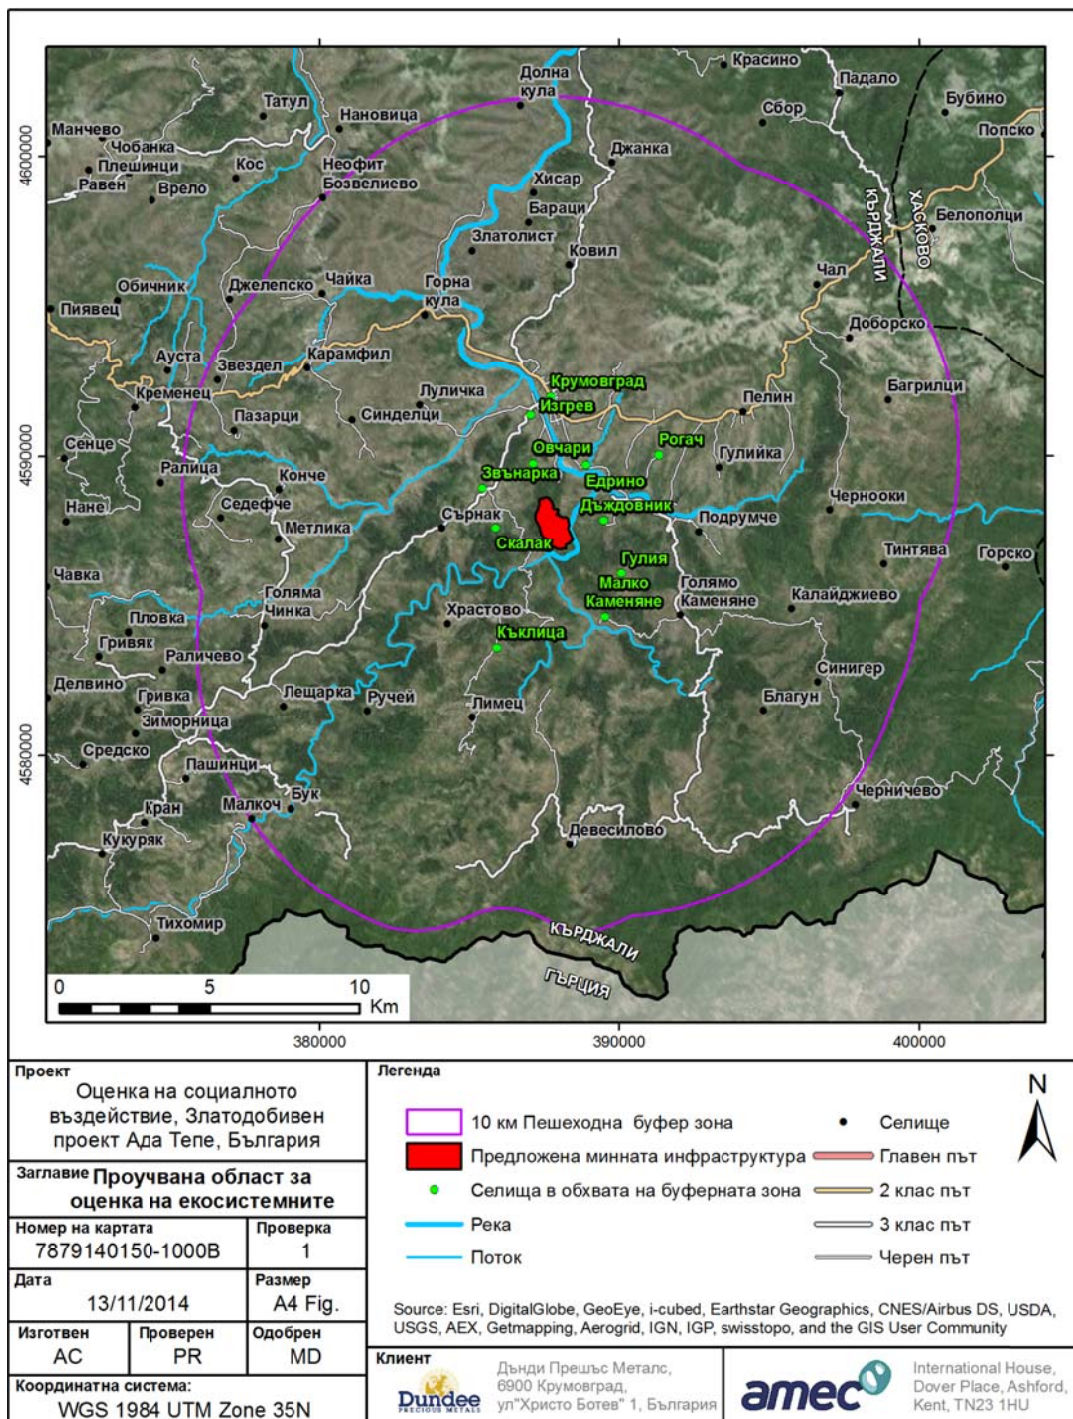 Долна
кула
Красино
Падало
Татул
Нановица
Сбор
Бубино
Манчево
Чобанка
Попско
Плешинци
Кос
Неофит
Бозвелиево
Джанка
Равен
Врело
Хисар
КЪРДЖАЛИ
ХАСКОВО
Бараци
Белополци
Златолист
Ковил
Обичник
Джелепско
Чайка
Горна
кула
Чал
Пиявец
Доборско
Ауста
Звездел
Карамфил
Кременец
Луличка
Крумовград
Багрилци
Изгрев
Пелин
Пазарци
Синделци
Сенце
Овчари
Рогач
Гулийка
Ралица
Конче
Звънарка
Едрино
Чернооки
Нане
Седефче
Дъждовник
Метлика
Сърнак
Скалак
Подрумче
Тинтява
Горско
Чавка
Гулия
Голяма
Чинка
Малко
Каменяне
Голямо
Каменяне
Калайджиево
Пловка
Храстово
Гривяк
Къклица
Раличево
Синигер
Делвино
Гривка
Лещарка
Ручей
Лимец
Благун
Зиморница
Средско
Пашинци
Бук
Кран
Малкоч
Черничево
Кукуряк
Девесилово
Тихомир
КЪРДЖАЛИ
ГЪРЦИЯ
4600000
4590000
4580000
0 5 10
Km
380000 390000 400000
Проект
Оценка на социалното
въздействие, Златодобивен
проект Ада Тепе, България
Заглавие Проучвана област за
оценка на екосистемните
Номер на картата
7879140150-1000B
Проверка
1
Дата
13/11/2014
Размер
A4 Fig.
Изготвен
AC
Проверен
PR
Одобрен
MD
Координатна система:
WGS 1984 UTM Zone 35N
Легенда
N
10 км Пешеходна буфер зона
Предложена минната инфраструктура
Селища в обхвата на буферната зона
Река
Поток
Селище
Главен път
2 клас път
3 клас път
Черен път
Source: Esri, DigitalGlobe, GeoEye, i-cubed, Earthstar Geographics, CNES/Airbus DS, USDA,
USGS, AEX, Getmapping, Aerogrid, IGN, IGP, swisstopo, and the GIS User Community
Клиент
Dundee
PRECIOUS METALS
Дънди Прешъс Металс,
6900 Крумовград,
ул"Христо Ботев" 1, България
amec
International House,
Dover Place, Ashford,
Kent, TN23 1HU